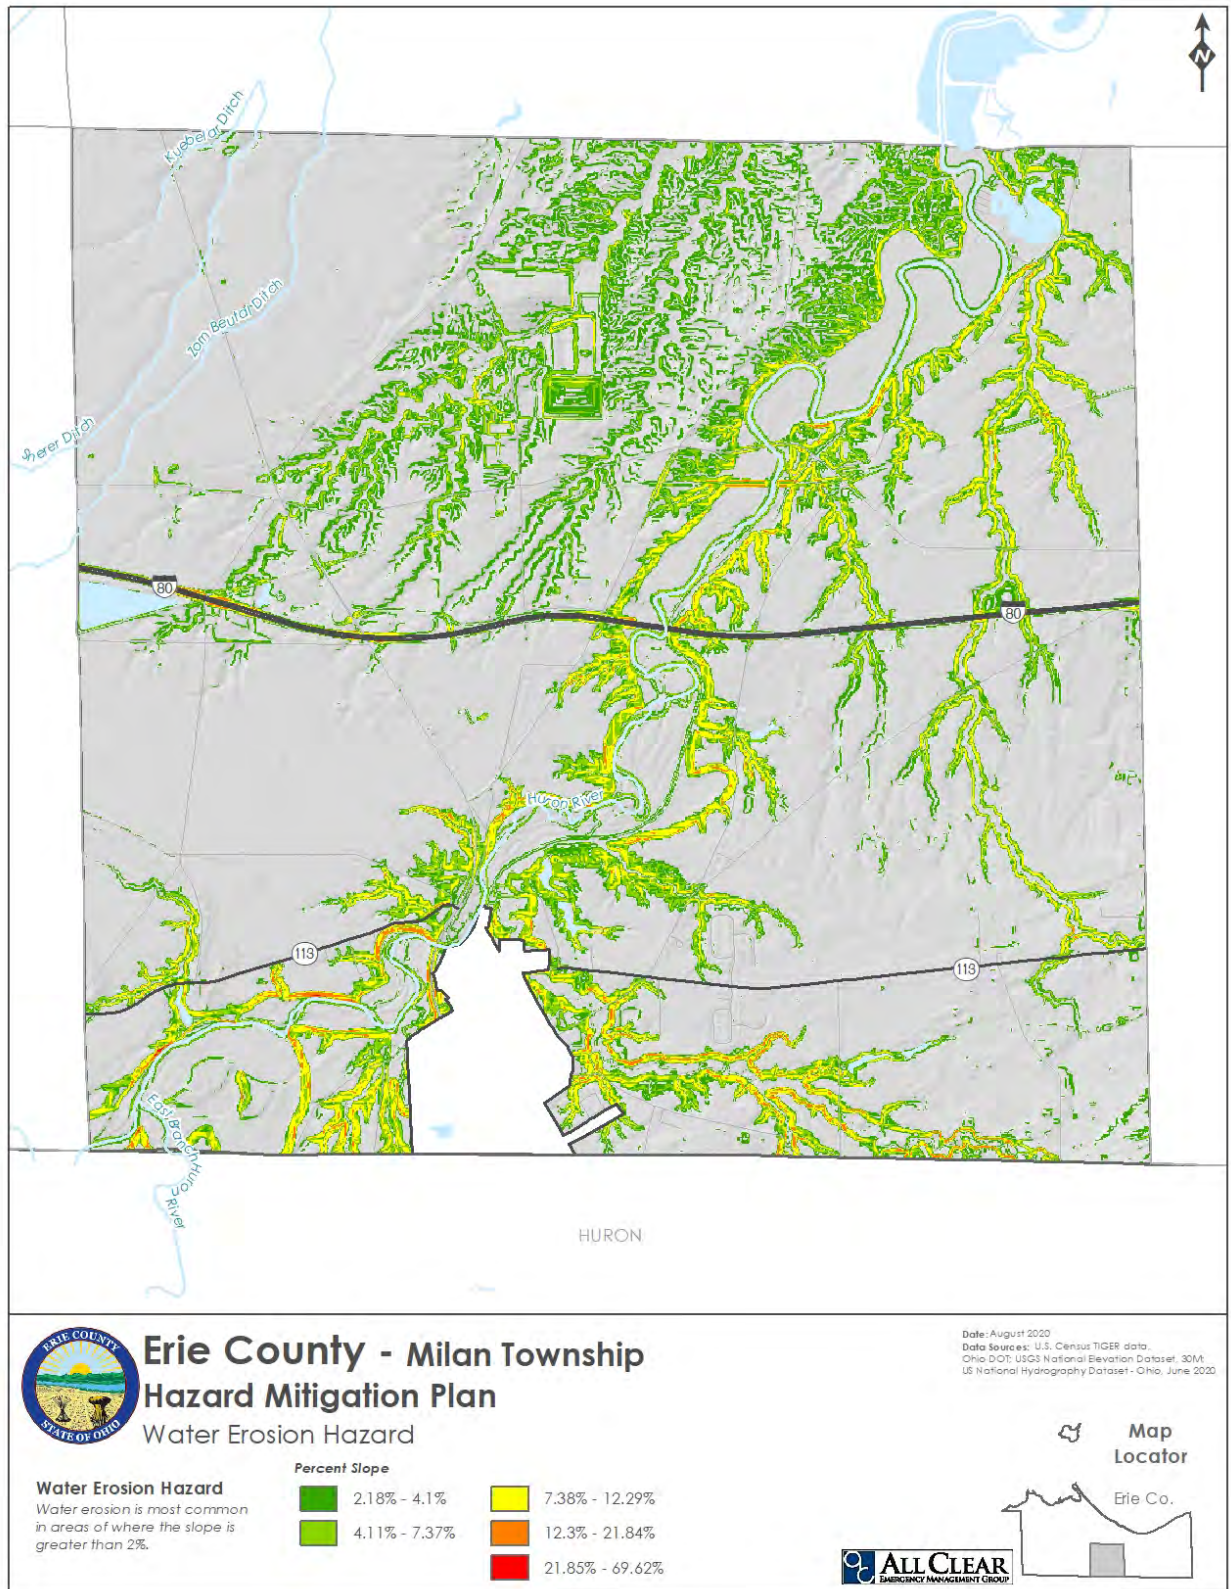 N
Kuebelar Ditch
Zorn Beutal Ditch
Sherer Ditch
80
80
Huron River
113
113
East Branch Huron
River
HURON
ERIE COUNTY
STATE OF OHIO
Erie County - Milan Township
Hazard Mitigation Plan
Water Erosion Hazard
Date: August 2020
Data Sources: U.S. Census TIGER data,
Ohio DOT; USGS National Elevation Dataset, 30M;
US National Hydrography Dataset - Ohio, June 2020
Water Erosion Hazard
Water erosion is most common
in areas of where the slope is
greater than 2%.
Percent Slope
2.18% - 4.1%
4.11% - 7.37%
7.38% - 12.29%
12.3% - 21.84%
21.85% - 69.62%
Map
Locator
Erie Co.
ALL CLEAR
EMERGENCY MANAGEMENT GROUP